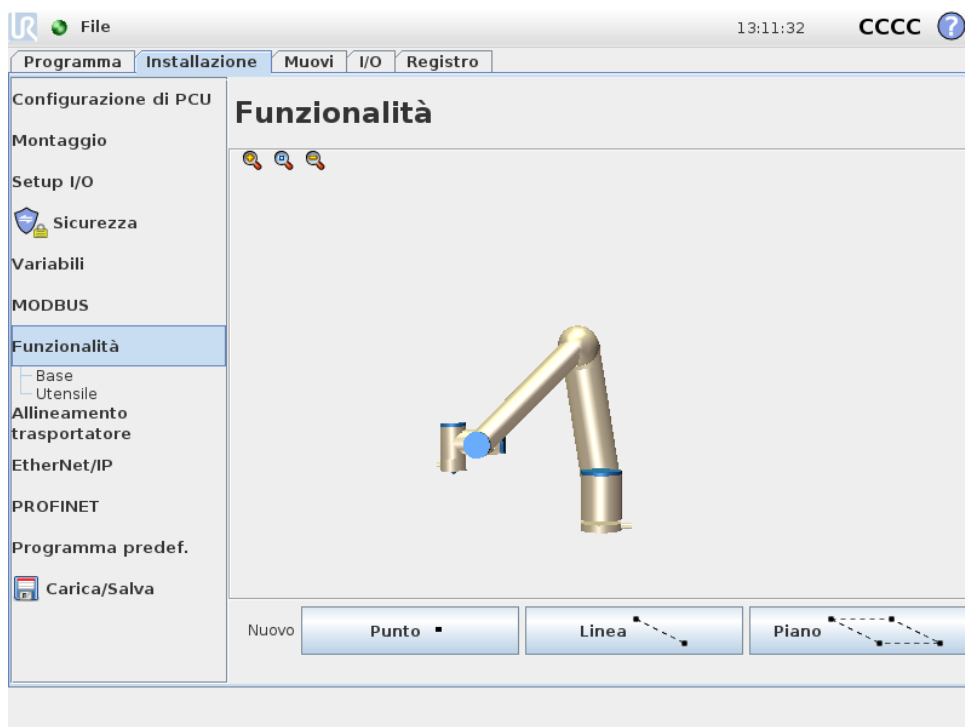 UR File 13:11:32 CCCC ?
Programma Installazione Muovi I/O Registro
Configurazione di PCU
Montaggio
Setup I/O
Sicurezza
Variabili
MODBUS
Funzionalità
Base
Utensile
Allineamento
trasportatore
EtherNet/IP
PROFINET
Programma predef.
Carica/Salva
Funzionalità
Nuovo Punto Linea Piano